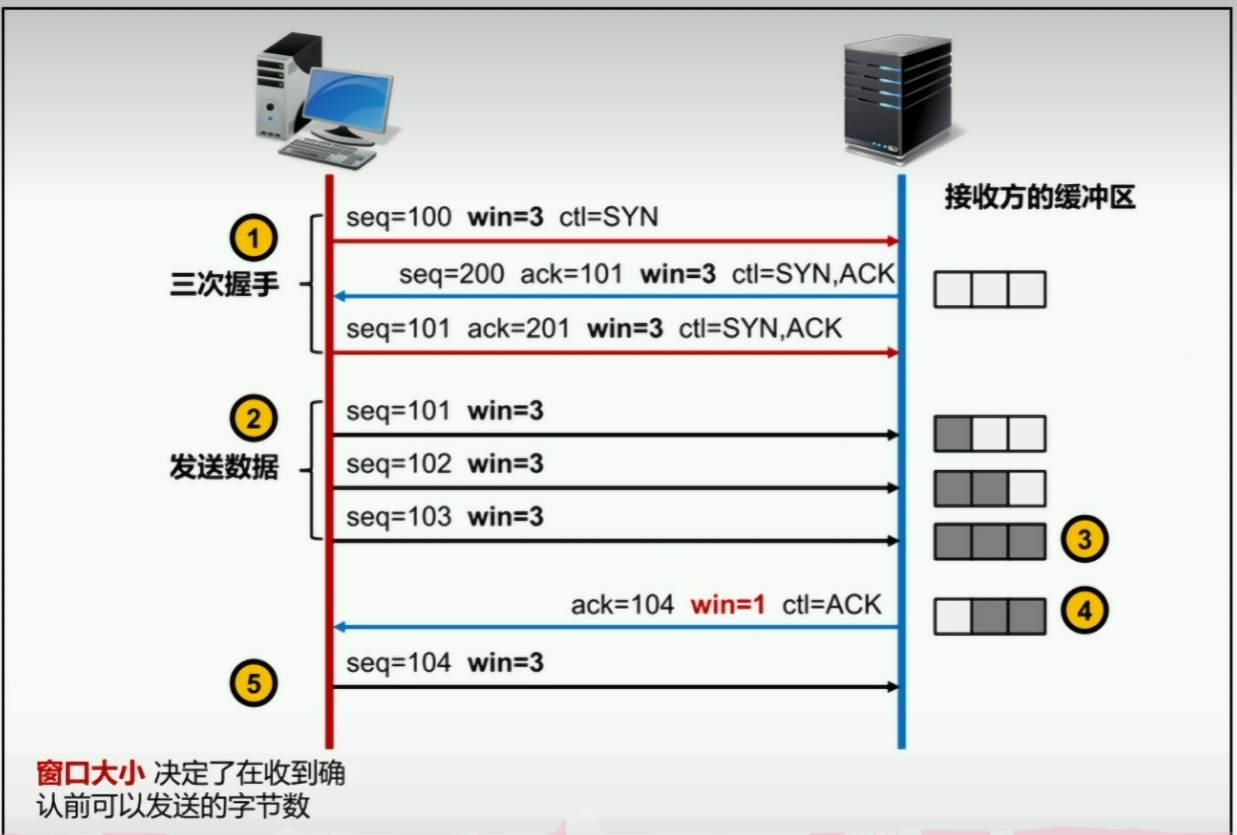 接收方的缓冲区
seq=100 win=3 ctl=SYN
1
三次握手
seq=200 ack=101 win=3 ctl=SYN,ACK
seq=101 ack=201 win=3 ctl=SYN,ACK
2
发送数据
seq=101 win=3
seq=102 win=3
seq=103 win=3
3
ack=104 win=1 ctl=ACK
4
seq=104 win=3
5
窗口大小 决定了在收到确
认前可以发送的字节数